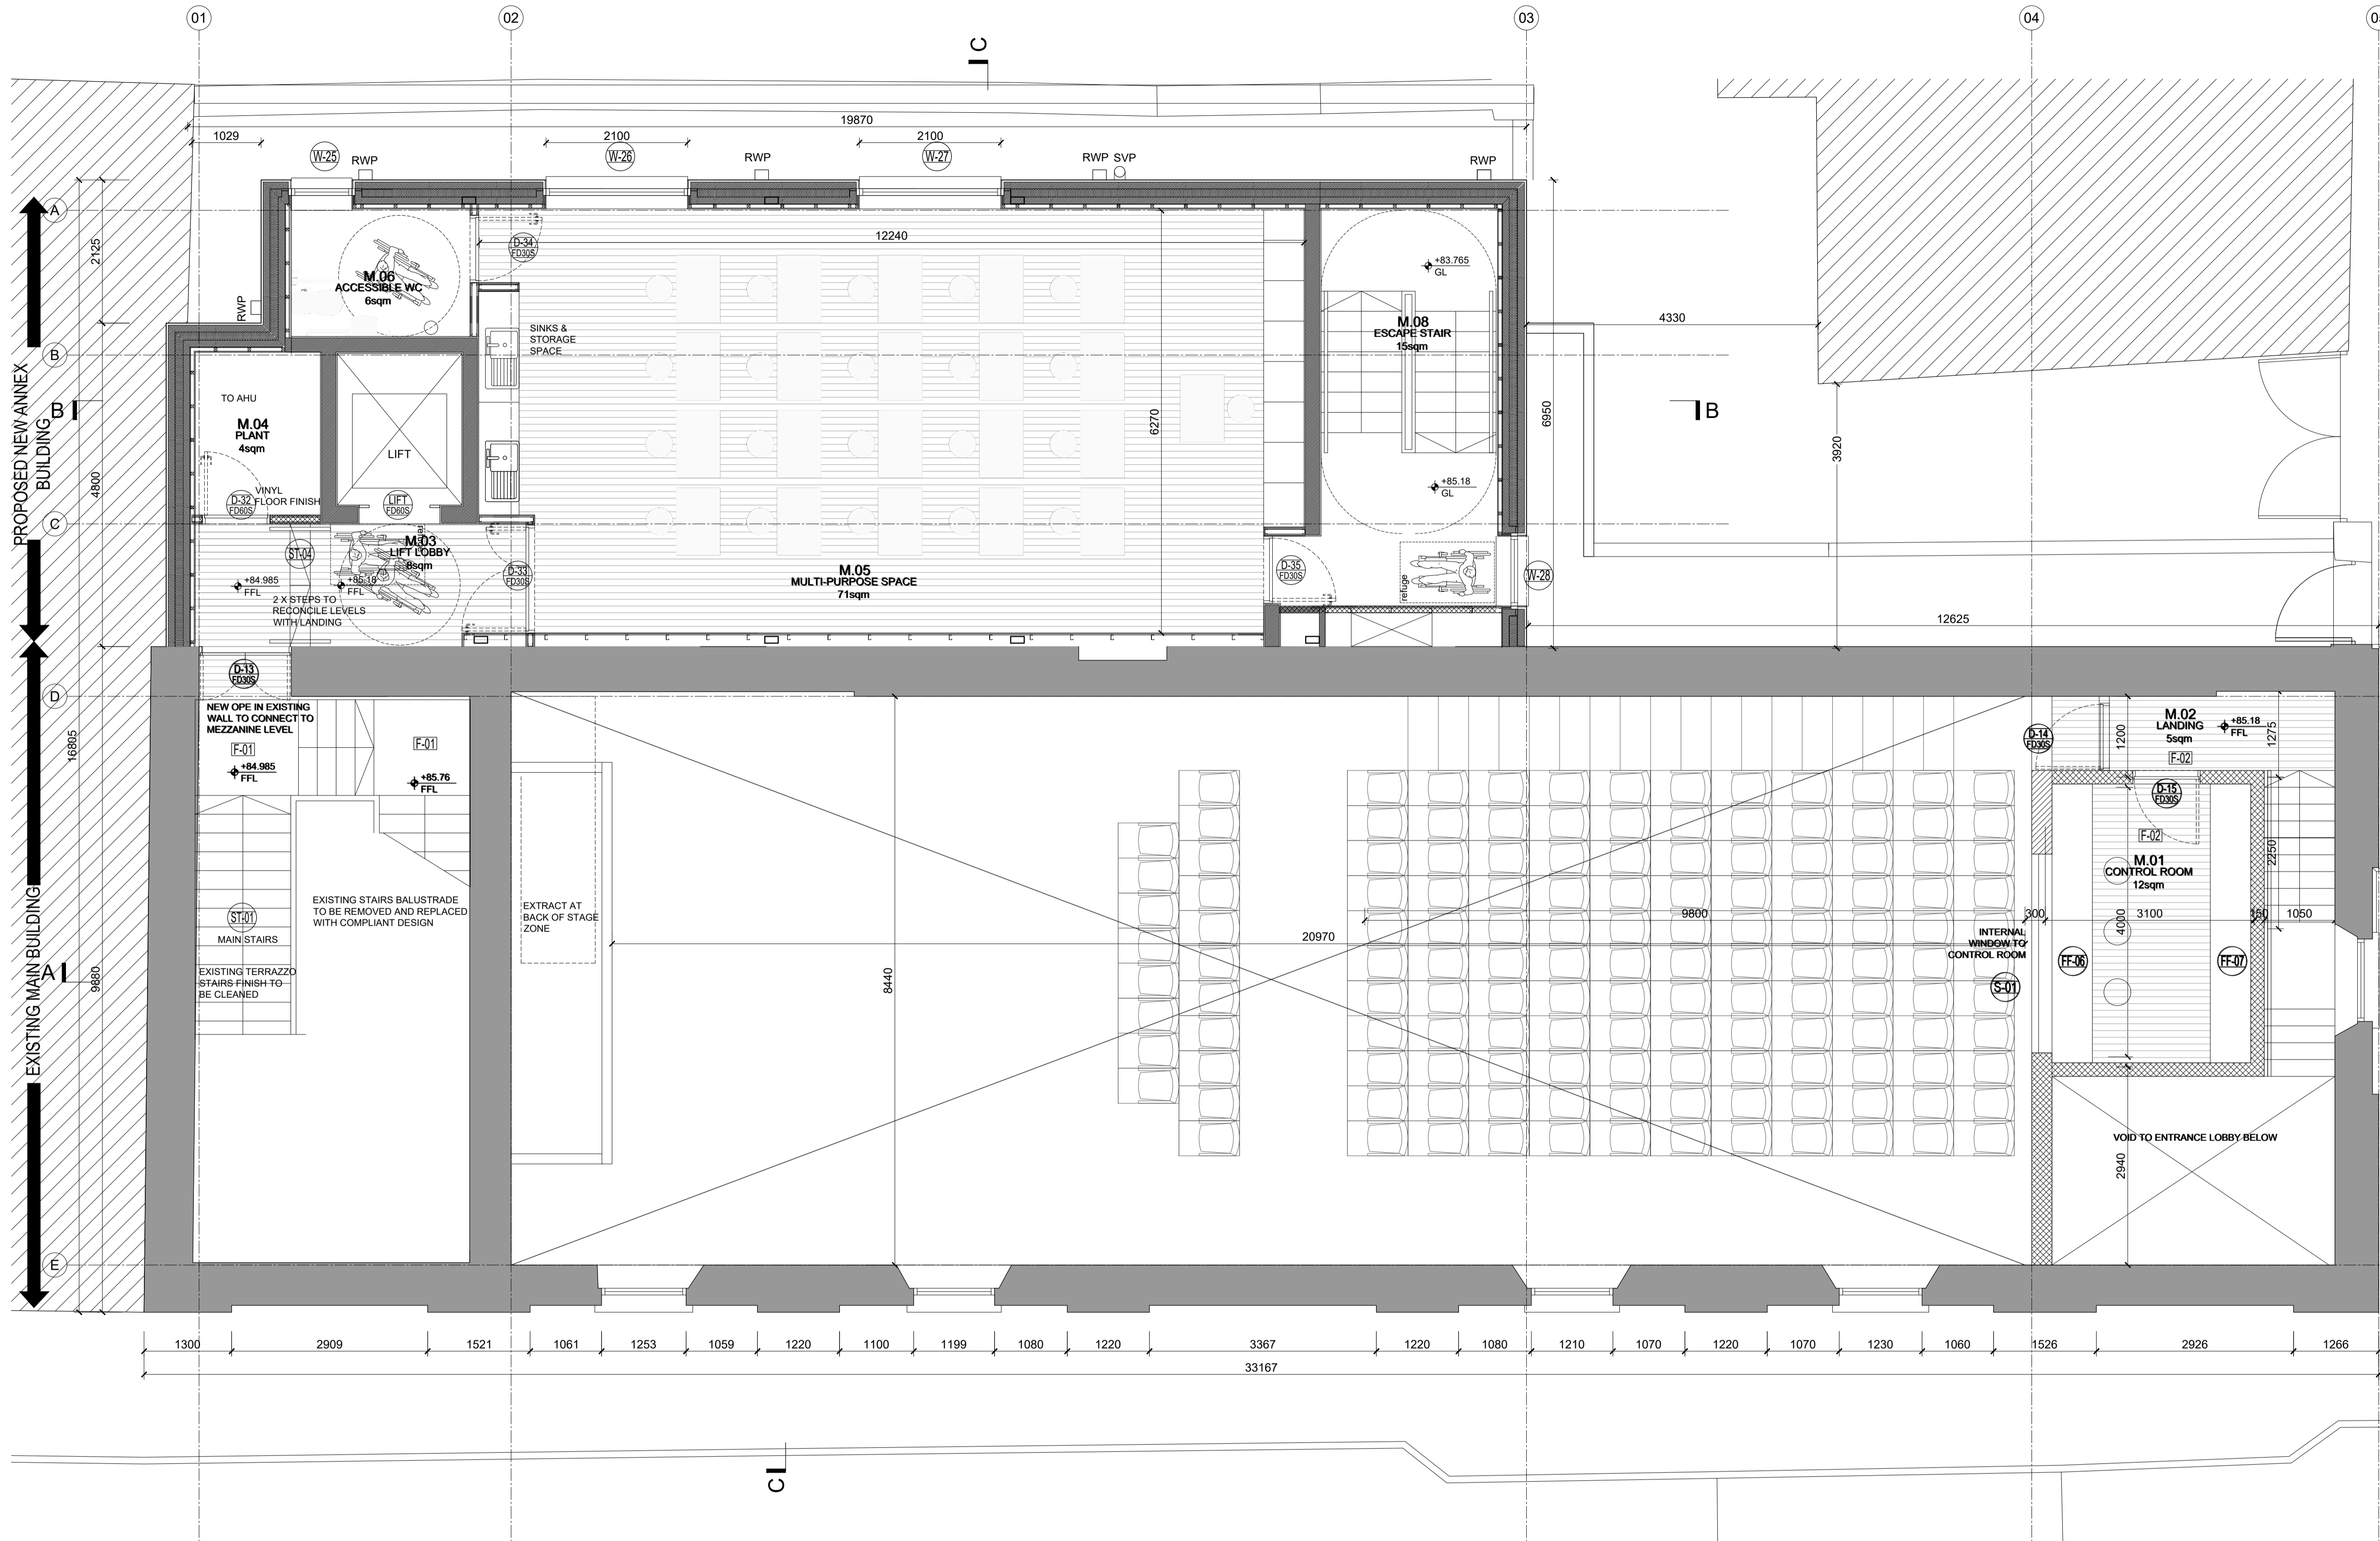 01
02
03
04
C
19870
1029
2100
2100
W-25
RWP
W-26
RWP
W-27
RWP
SVP
RWP
A
2125
D-34
FD30S
12240
M.06
ACCESSIBLE WC
6sqm
+83.765
GL
RWP
SINKS &
STORAGE
SPACE
M.08
ESCAPE STAIR
15sqm
4330
B
PROPOSED NEW ANNEX
BUILDING
TO AHU
B
B
6950
6270
3920
M.04
PLANT
4sqm
LIFT
4800
+85.18
GL
VINYL
FLOOR FINISH
D-32
FD60S
LIFT
FD60S
C
M.03
LIFT LOBBY
8sqm
ST-04
D-33
FD30S
M.05
MULTI-PURPOSE SPACE
71sqm
D-35
FD30S
refuge
W-28
+84.985
FFL
+85.18
FFL
2 X STEPS TO
RECONCILE LEVELS
WITH LANDING
12625
D-13
FD30S
D
NEW OPE IN EXISTING
WALL TO CONNECT TO
MEZZANINE LEVEL
F-01
F-01
+84.985
FFL
+85.76
FFL
16805
M.02
LANDING
5sqm
+85.18
FFL
D-14
FD30S
1200
1275
F-02
D-15
FD30S
F-02
M.01
CONTROL ROOM
12sqm
2250
EXISTING MAIN BUILDING
EXISTING STAIRS BALUSTRADE
TO BE REMOVED AND REPLACED
WITH COMPLIANT DESIGN
EXTRACT AT
BACK OF STAGE
ZONE
ST-01
MAIN STAIRS
9800
300
4000
3100
150
1050
20970
INTERNAL
WINDOW TO
CONTROL ROOM
A
9880
EXISTING TERRAZZO
STAIRS FINISH TO
BE CLEANED
8440
FF-06
FF-07
S-01
VOID TO ENTRANCE LOBBY BELOW
2940
E
1300
2909
1521
1061
1253
1059
1220
1100
1199
1080
1220
3367
1220
1080
1210
1070
1220
1070
1230
1060
1526
2926
1266
33167
C